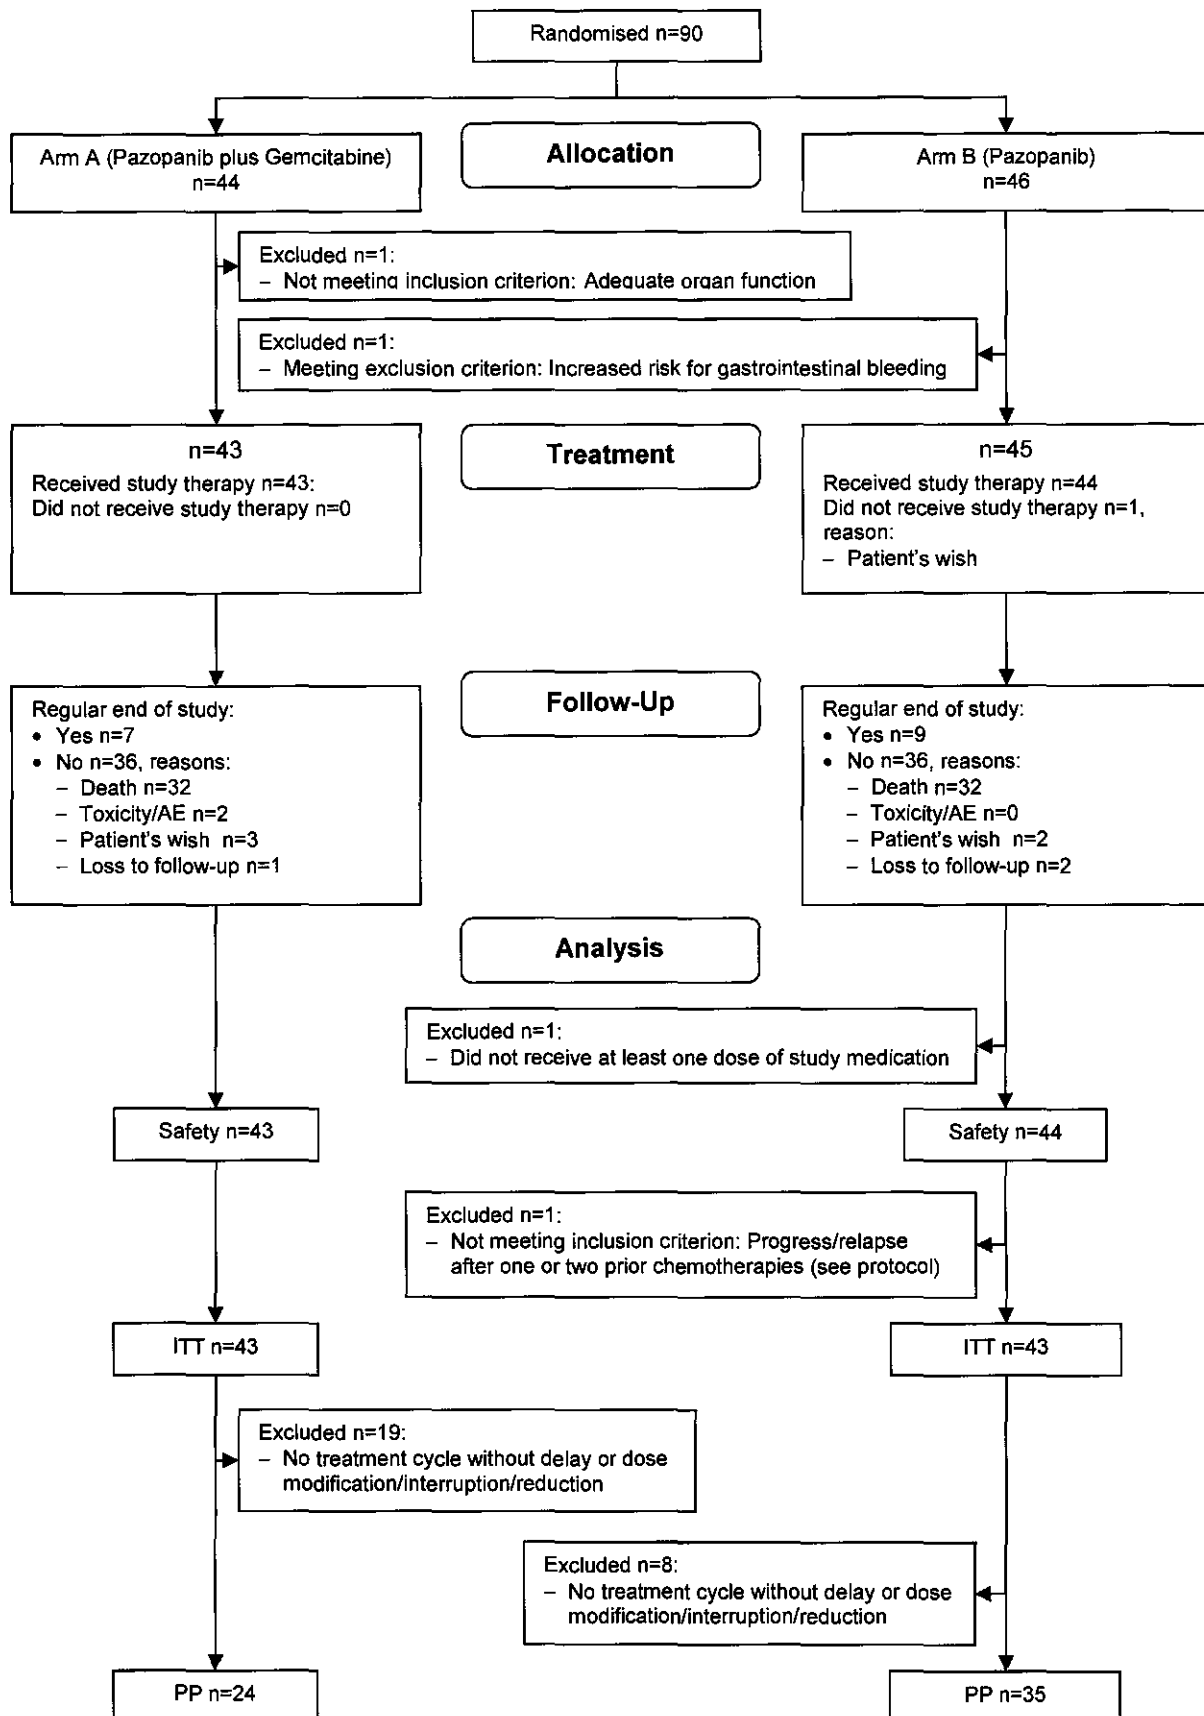 Randomised n=90
Allocation
Arm A (Pazopanib plus Gemcitabine)
n=44
Arm B (Pazopanib)
n=46
Excluded n=1:
– Not meeting inclusion criterion: Adequate organ function
Excluded n=1:
– Meeting exclusion criterion: Increased risk for gastrointestinal bleeding
Treatment
n=43
Received study therapy n=43:
Did not receive study therapy n=0
n=45
Received study therapy n=44
Did not receive study therapy n=1,
reason:
– Patient's wish
Follow-Up
Regular end of study:
• Yes n=7
• No n=36, reasons:
– Death n=32
– Toxicity/AE n=2
– Patient's wish n=3
– Loss to follow-up n=1
Regular end of study:
• Yes n=9
• No n=36, reasons:
– Death n=32
– Toxicity/AE n=0
– Patient's wish n=2
– Loss to follow-up n=2
Analysis
Excluded n=1:
– Did not receive at least one dose of study medication
Safety n=43
Safety n=44
Excluded n=1:
– Not meeting inclusion criterion: Progress/relapse
after one or two prior chemotherapies (see protocol)
ITT n=43
ITT n=43
Excluded n=19:
– No treatment cycle without delay or dose
modification/interruption/reduction
Excluded n=8:
– No treatment cycle without delay or dose
modification/interruption/reduction
PP n=24
PP n=35